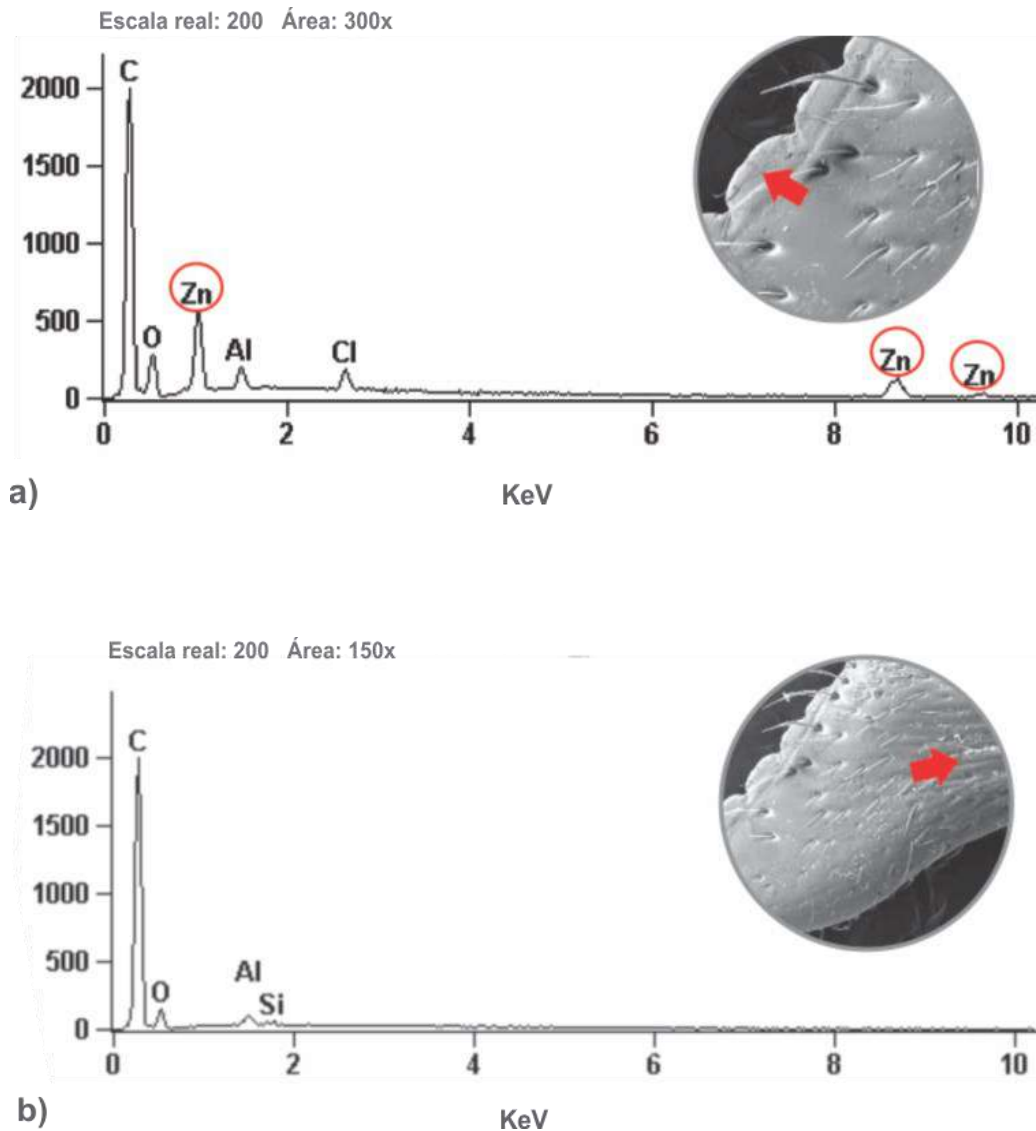 Escala real: 200 Área: 300x
C
2000
1500
1000
Zn
500
O
Al
Cl
Zn
Zn
0
0 2 4 6 8 10
a)
KeV
Escala real: 200 Área: 150x
C
2000
1500
1000
500
Al
O
Si
0
0 2 4 6 8 10
b)
KeV